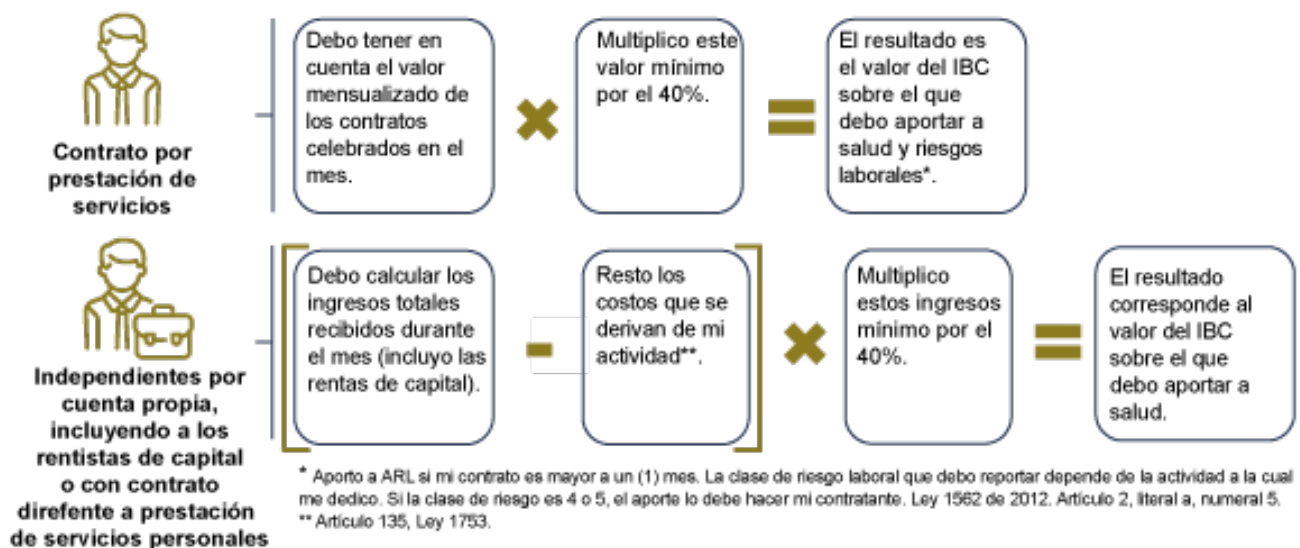 Contrato por
prestación de
servicios
Debo tener en
cuenta el valor
mensualizado de
los contratos
celebrados en el
mes.
Multiplico este
valor mínimo
por el 40%.
El resultado es
el valor del IBC
sobre el que
debo aportar a
salud y riesgos
laborales*.
Independientes por
cuenta propia,
incluyendo a los
rentistas de capital
o con contrato
direfente a prestación
de servicios personales
Debo calcular los
ingresos totales
recibidos durante
el mes (incluyo las
rentas de capital).
Resto los
costos que se
derivan de mi
actividad**.
Multiplico
estos ingresos
mínimo por el
40%.
El resultado
corresponde al
valor del IBC
sobre el que
debo aportar a
salud.
* Aporto a ARL si mi contrato es mayor a un (1) mes. La clase de riesgo laboral que debo reportar depende de la actividad a la cual
me dedico. Si la clase de riesgo es 4 o 5, el aporte lo debe hacer mi contratante. Ley 1562 de 2012. Artículo 2, literal a, numeral 5.
** Artículo 135, Ley 1753.